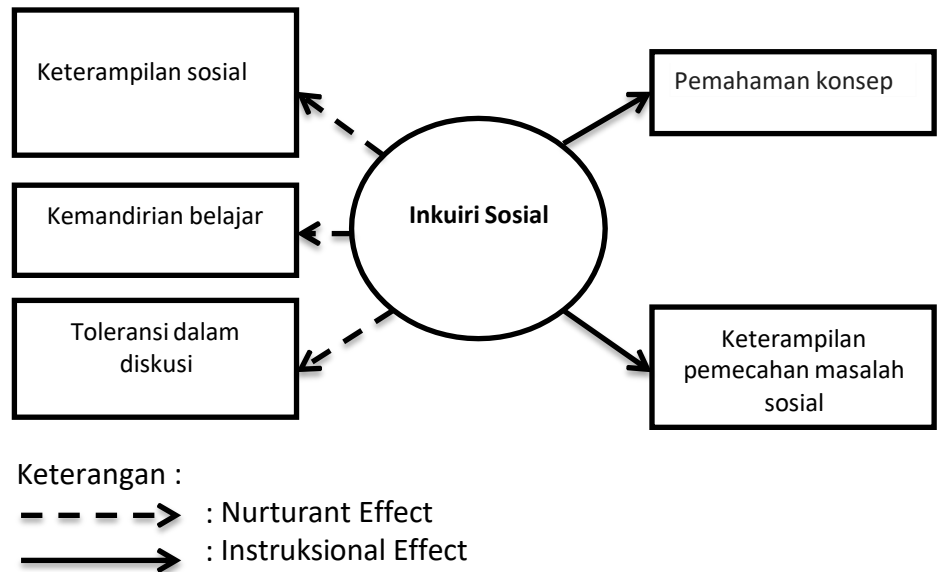 Keterampilan sosial
Pemahaman konsep
Kemandirian belajar
Inkuiri Sosial
Toleransi dalam
diskusi
Keterampilan
pemecahan masalah
sosial
Keterangan :
: Nurturant Effect
: Instruksional Effect